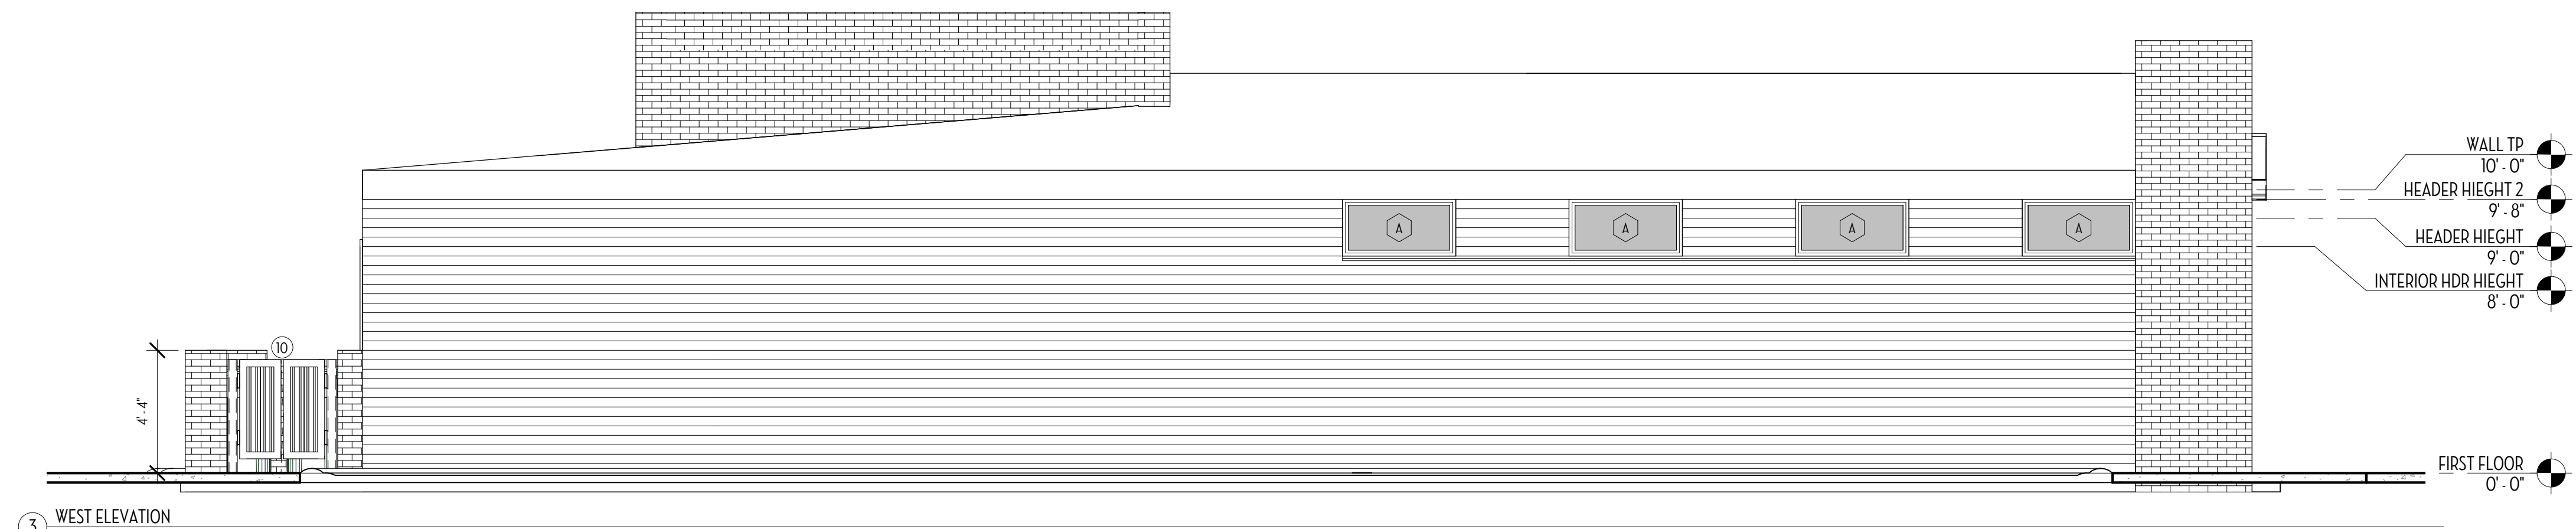 WALL TP
10' - 0"
HEADER HIEGHT 2
9' - 8"
A
A
A
A
HEADER HIEGHT
9' - 0"
INTERIOR HDR HIEGHT
8' - 0"
10
4' - 4"
FIRST FLOOR
0' - 0"
3
WEST ELEVATION